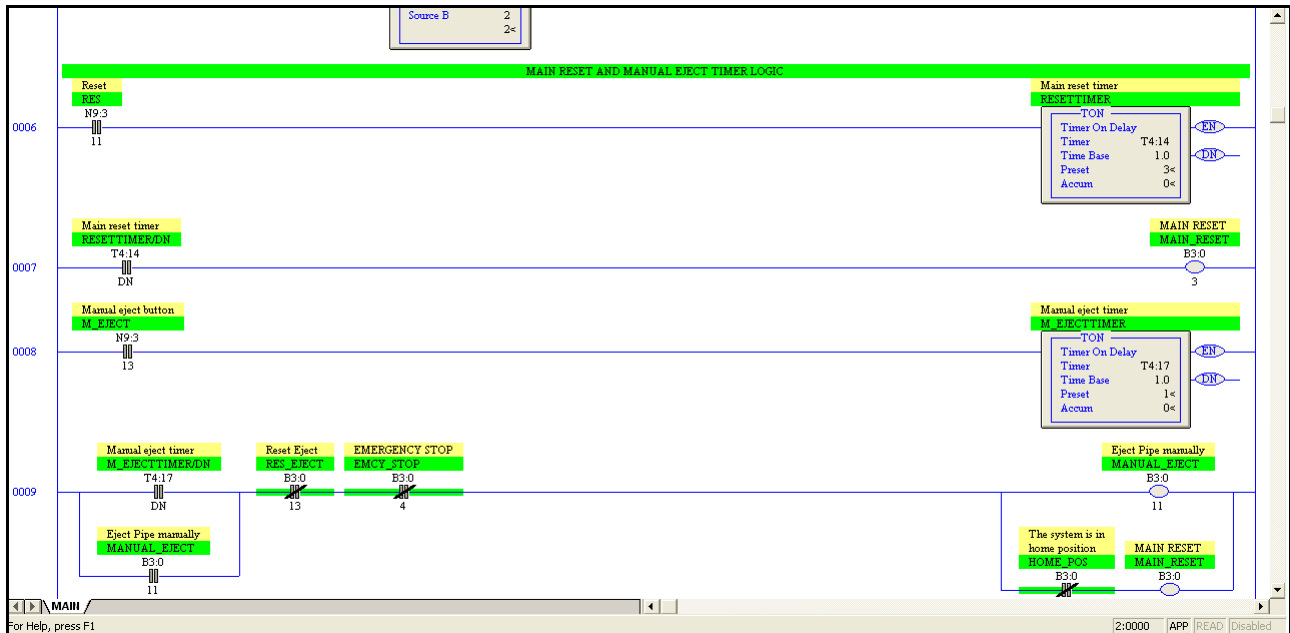 Source B 2
2<
MAIN RESET AND MANUAL EJECT TIMER LOGIC
Reset
RES
N9:3
11
0006
Main reset timer
RESETTIMER
TON
Timer On Delay
Timer T4:14
Time Base 1.0
Preset 3<
Accum 0<
EN
DN
Main reset timer
RESETTIMER/DN
T4:14
DN
0007
MAIN RESET
MAIN_RESET
B3:0
3
Manual eject button
M_EJECT
N9:3
13
0008
Manual eject timer
M_EJECTTIMER
TON
Timer On Delay
Timer T4:17
Time Base 1.0
Preset 1<
Accum 0<
EN
DN
Manual eject timer
M_EJECTTIMER/DN
T4:17
DN
0009
Reset Eject
RES_EJECT
B3:0
13
EMERGENCY STOP
EMCY_STOP
B3:0
4
Eject Pipe manually
MANUAL_EJECT
B3:0
11
Eject Pipe manually
MANUAL_EJECT
B3:0
11
The system is in
home position
HOME_POS
B3:0
MAIN RESET
MAIN_RESET
B3:0
MAIN
For Help, press F1
2:0000 APP READ Disabled